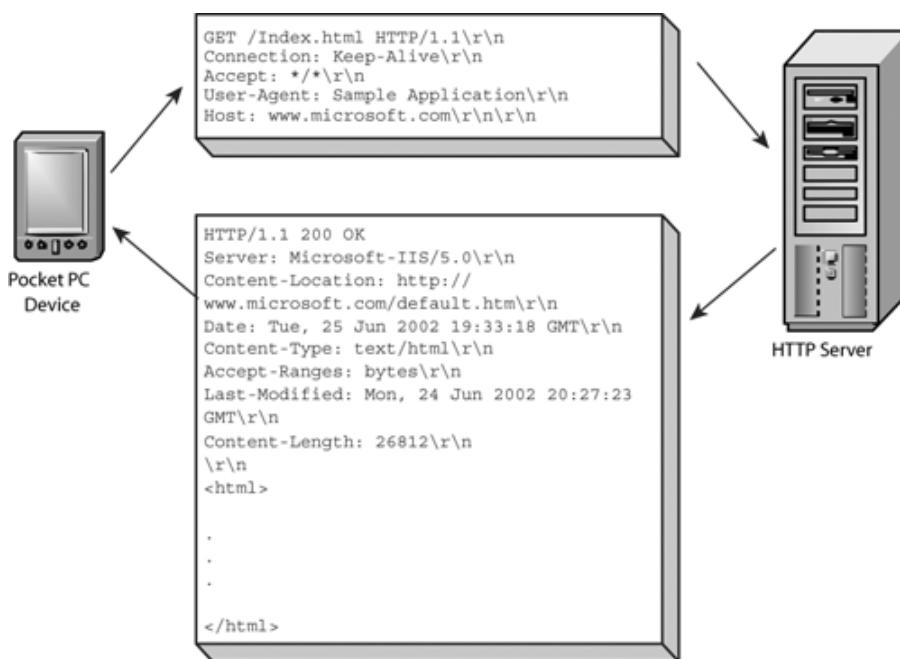 GET /Index.html HTTP/1.1\r\n
Connection: Keep-Alive\r\n
Accept: */*\r\n
User-Agent: Sample Application\r\n
Host: www.microsoft.com\r\n\r\n
Pocket PC
Device
HTTP/1.1 200 OK
Server: Microsoft-IIS/5.0\r\n
Content-Location: http://
www.microsoft.com/default.htm\r\n
Date: Tue, 25 Jun 2002 19:33:18 GMT\r\n
Content-Type: text/html\r\n
Accept-Ranges: bytes\r\n
Last-Modified: Mon, 24 Jun 2002 20:27:23
GMT\r\n
Content-Length: 26812\r\n
\r\n
<html>
.
.
.
</html>
HTTP Server